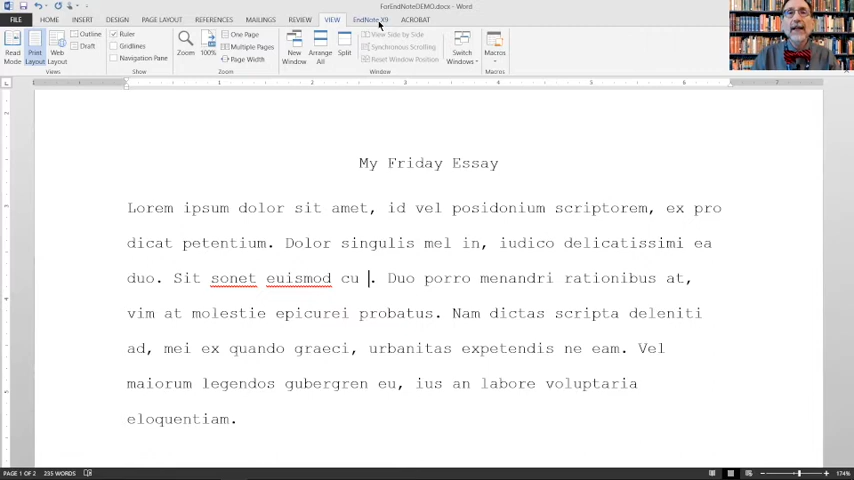 ForEndNoteDEMO.docx - Word
FILE HOME INSERT DESIGN PAGE LAYOUT REFERENCES MAILINGS REVIEW VIEW EndNote X9 ACROBAT
Read Mode
Print Layout
Web Layout
Outline
Draft
Views
Ruler
Gridlines
Navigation Pane
Show
Zoom
100%
One Page
Multiple Pages
Page Width
Zoom
New Window
Arrange All
Split
View Side by Side
Synchronous Scrolling
Reset Window Position
Window
Switch Windows
Macros
Macros
My Friday Essay
Lorem ipsum dolor sit amet, id vel posidonium scriptorem, ex pro
dicat petentium. Dolor singulis mel in, iudico delicatissimi ea
duo. Sit sonet euismod cu . Duo porro menandri rationibus at,
vim at molestie epicurei probatus. Nam dictas scripta deleniti
ad, mei ex quando graeci, urbanitas expetendis ne eam. Vel
maiorum legendos gubergren eu, ius an labore voluptaria
eloquentiam.
PAGE 1 OF 2 235 WORDS
174%